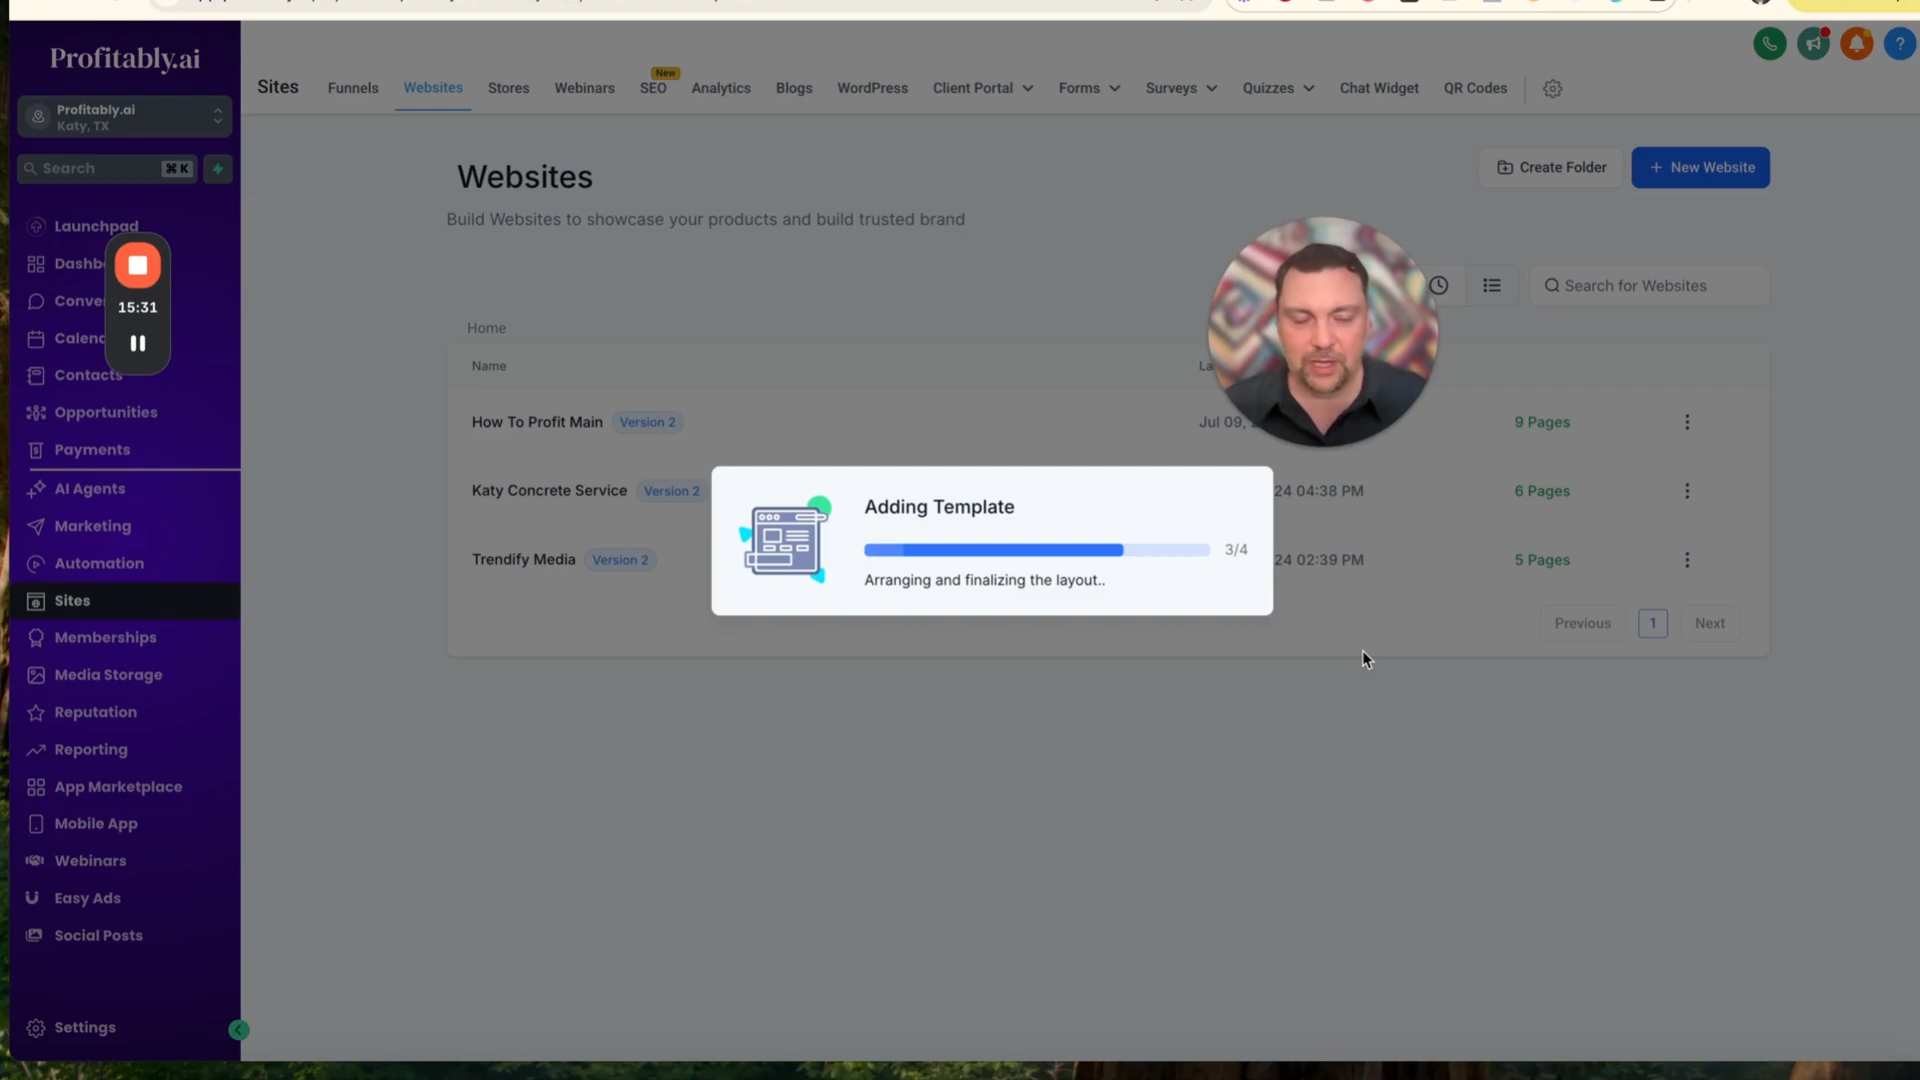 Profitably.ai
Profitably.ai
Katy, TX
Search ⌘ K
Launchpad
Dashb
Conve
Calend
Contacts
Opportunities
Payments
AI Agents
Marketing
Automation
Sites
Memberships
Media Storage
Reputation
Reporting
App Marketplace
Mobile App
Webinars
Easy Ads
Social Posts
Settings
15:31
Sites Funnels Websites Stores Webinars SEO New Analytics Blogs WordPress Client Portal Forms Surveys Quizzes Chat Widget QR Codes
?
Websites
Build Websites to showcase your products and build trusted brand
Create Folder
+ New Website
Search for Websites
Home
Name La
How To Profit Main Version 2 Jul 09, 9 Pages
Katy Concrete Service Version 2 24 04:38 PM 6 Pages
Trendify Media Version 2 24 02:39 PM 5 Pages
Previous 1 Next
Adding Template
3/4
Arranging and finalizing the layout..